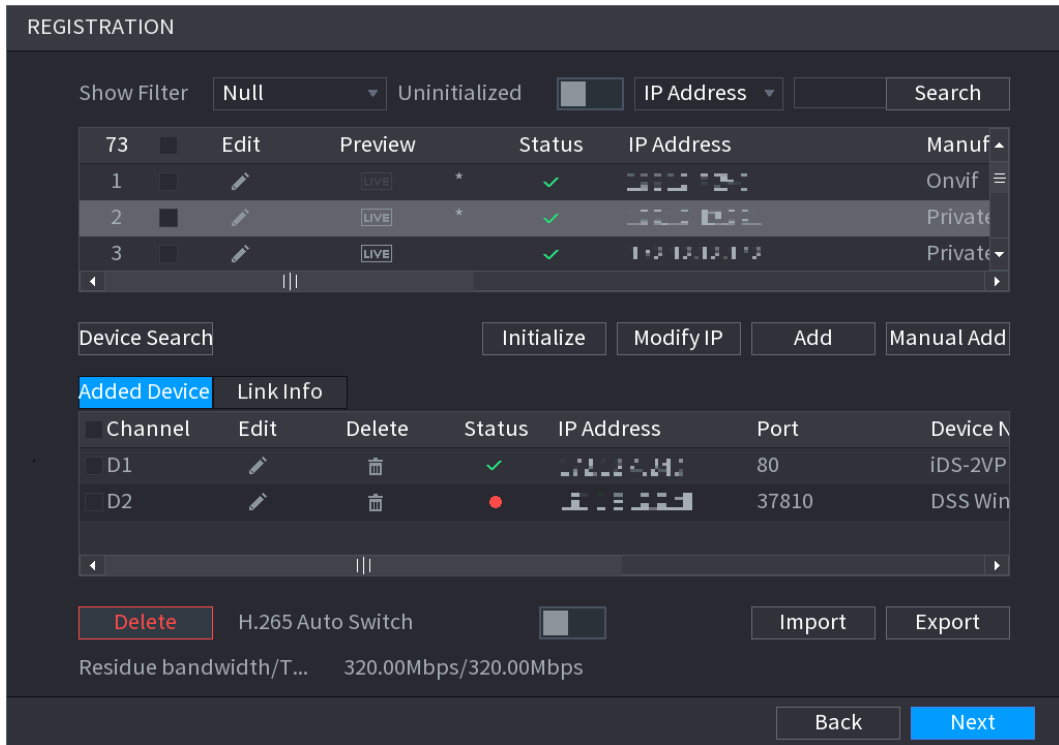 REGISTRATION
Show Filter Null Uninitialized IP Address Search
73 Edit Preview Status IP Address Manuf
1 LIVE * Onvif
2 LIVE * Private
3 LIVE Private
Device Search Initialize Modify IP Add Manual Add
Added Device Link Info
Channel Edit Delete Status IP Address Port Device N
D1 80 iDS-2VP
D2 37810 DSS Win
Delete H.265 Auto Switch Import Export
Residue bandwidth/T... 320.00Mbps/320.00Mbps
Back Next